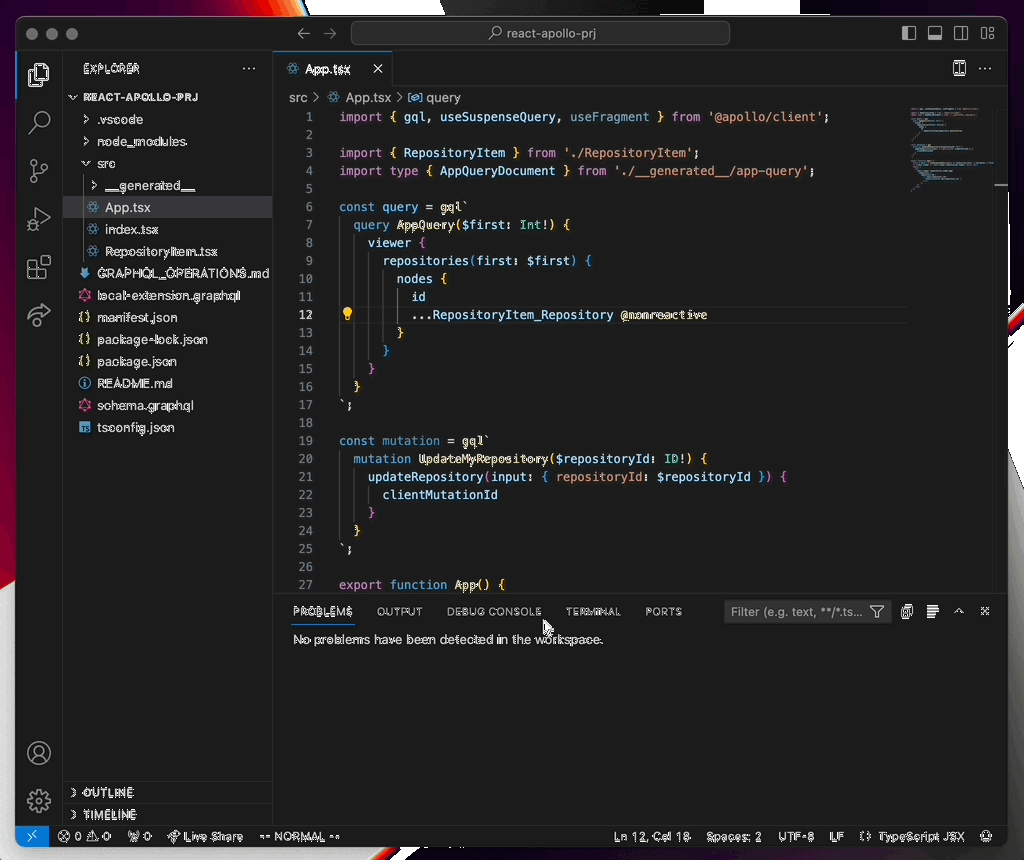 react-apollo-prj
EXPLORER
REACT-APOLLO-PRJ
.vscode
node_modules
src
__generated__
App.tsx
index.tsx
RepositoryItem.tsx
GRAPHQL_OPERATIONS.md
local-extension.graphql
manifest.json
package-lock.json
package.json
README.md
schema.graphql
tsconfig.json
OUTLINE
TIMELINE
App.tsx
src > App.tsx > query
1 import { gql, useSuspenseQuery, useFragment } from '@apollo/client';
2
3 import { RepositoryItem } from './RepositoryItem';
4 import type { AppQueryDocument } from './__generated__/app-query';
5
6 const query = gql`
7 query AppQuery($first: Int!) {
8 viewer {
9 repositories(first: $first) {
10 nodes {
11 id
12 ...RepositoryItem_Repository @nonreactive
13 }
14 }
15 }
16 }
17 `;
18
19 const mutation = gql`
20 mutation UpdateMyRepository($repositoryId: ID!) {
21 updateRepository(input: { repositoryId: $repositoryId }) {
22 clientMutationId
23 }
24 }
25 `;
26
27 export function App() {
PROBLEMS OUTPUT DEBUG CONSOLE TERMINAL PORTS Filter (e.g. text, **/*.ts...
No problems have been detected in the workspace.
0 0 0 Live Share -- NORMAL -- Ln 12, Col 18 Spaces: 2 UTF-8 LF {} TypeScript JSX